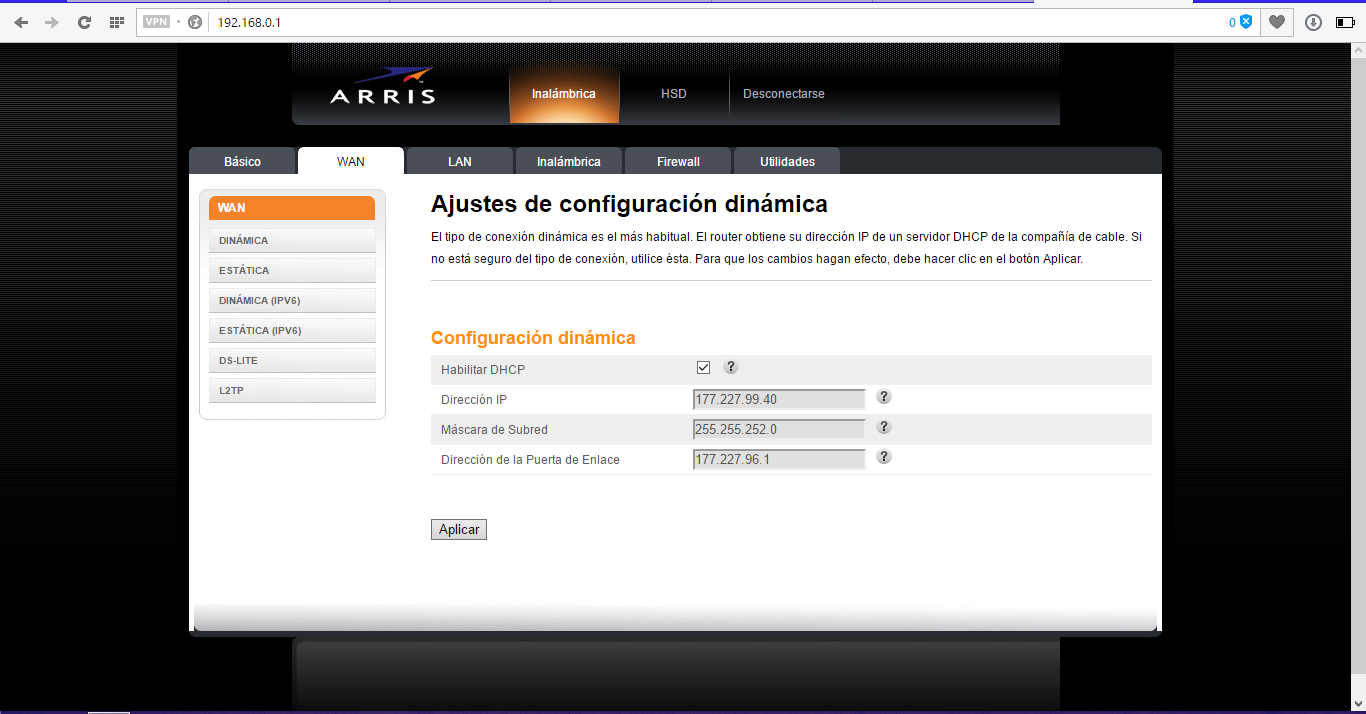 VPN
192.168.0.1
0
ARRIS
Inalámbrica
HSD
Desconectarse
Básico
WAN
LAN
Inalámbrica
Firewall
Utilidades
WAN
DINÁMICA
ESTÁTICA
DINÁMICA (IPV6)
ESTÁTICA (IPV6)
DS-LITE
L2TP
Ajustes de configuración dinámica
El tipo de conexión dinámica es el más habitual. El router obtiene su dirección IP de un servidor DHCP de la compañía de cable. Si
no está seguro del tipo de conexión, utilice ésta. Para que los cambios hagan efecto, debe hacer clic en el botón Aplicar.
Configuración dinámica
Habilitar DHCP ?
Dirección IP 177.227.99.40 ?
Máscara de Subred 255.255.252.0 ?
Dirección de la Puerta de Enlace 177.227.96.1 ?
Aplicar